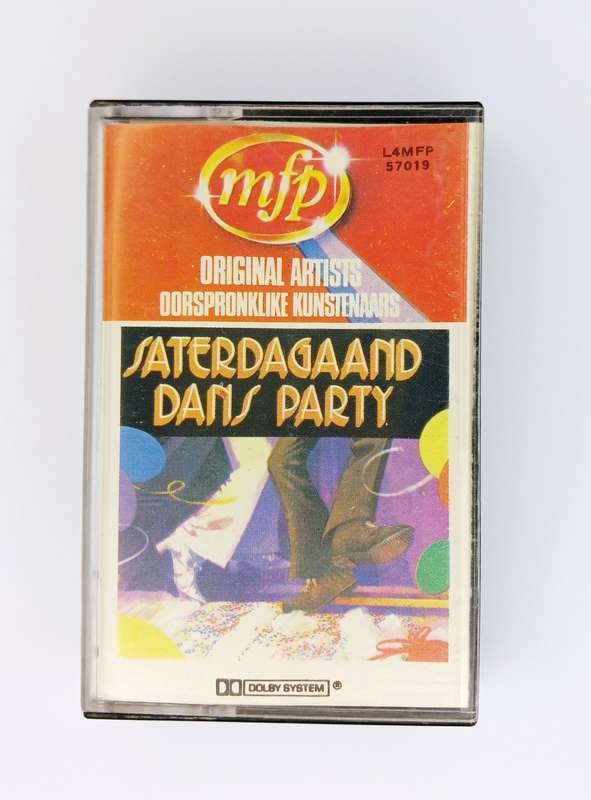 mfp
L4MFP
57019
ORIGINAL ARTISTS
OORSPRONKLIKE KUNSTENAARS
SATERDAGAAND
DANS PARTY
DOLBY SYSTEM ®